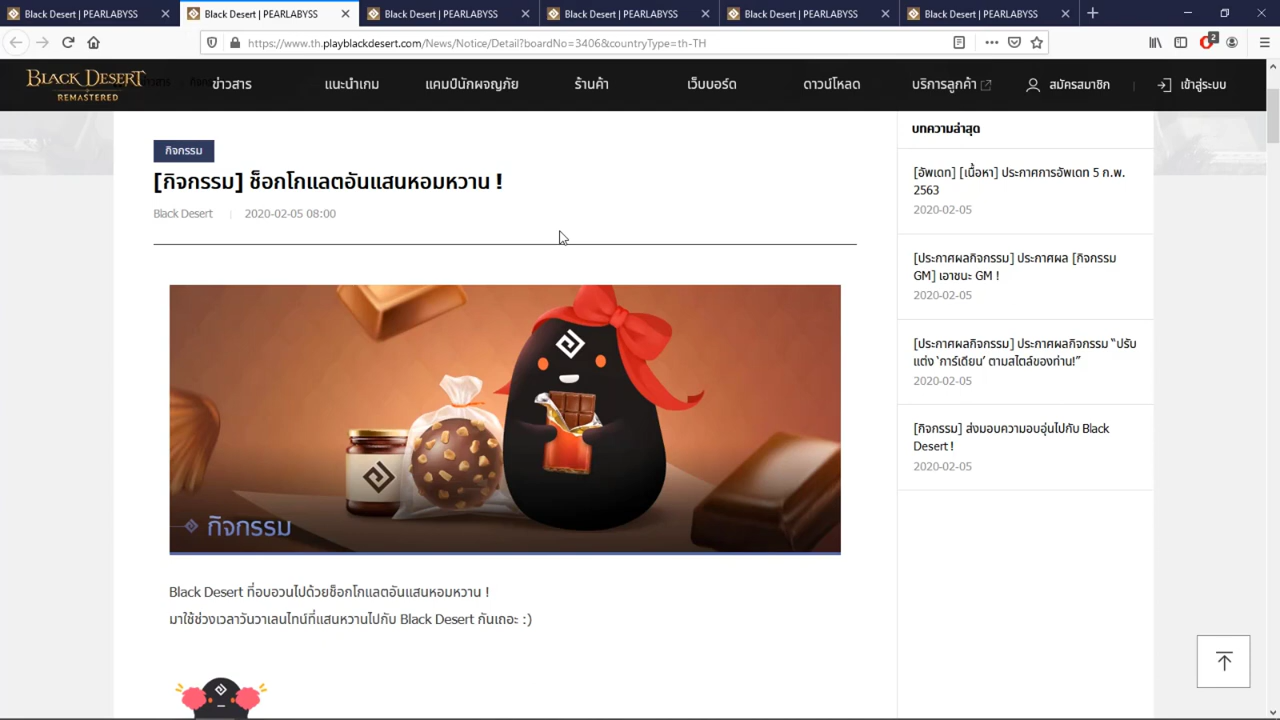 Black Desert | PEARLABYSS
Black Desert | PEARLABYSS
Black Desert | PEARLABYSS
Black Desert | PEARLABYSS
Black Desert | PEARLABYSS
Black Desert | PEARLABYSS
https://www.th.playblackdesert.com/News/Notice/Detail?boardNo=3406&countryType=th-TH
2
BLACK DESERT
REMASTERED
ข่าวสาร
แนะนำเกม
แคมป์นักผจญภัย
ร้านค้า
เว็บบอร์ด
ดาวน์โหลด
บริการลูกค้า
สมัครสมาชิก
เข้าสู่ระบบ
กิจกรรม
[กิจกรรม] ช็อกโกแลตอันแสนหอมหวาน !
Black Desert | 2020-02-05 08:00
กิจกรรม
Black Desert ที่อบอวนไปด้วยช็อกโกแลตอันแสนหอมหวาน !
มาใช้ช่วงเวลาวันวาเลนไทน์ที่แสนหวานไปกับ Black Desert กันเถอะ :)
บทความล่าสุด
[อัพเดท] [เนื้อหา] ประกาศการอัพเดท 5 ก.พ.
2563
2020-02-05
[ประกาศผลกิจกรรม] ประกาศผล [กิจกรรม
GM] เอาชนะ GM !
2020-02-05
[ประกาศผลกิจกรรม] ประกาศผลกิจกรรม “ปรับ
แต่ง ‘การ์เดียน’ ตามสไตล์ของท่าน!”
2020-02-05
[กิจกรรม] ส่งมอบความอบอุ่นไปกับ Black
Desert !
2020-02-05